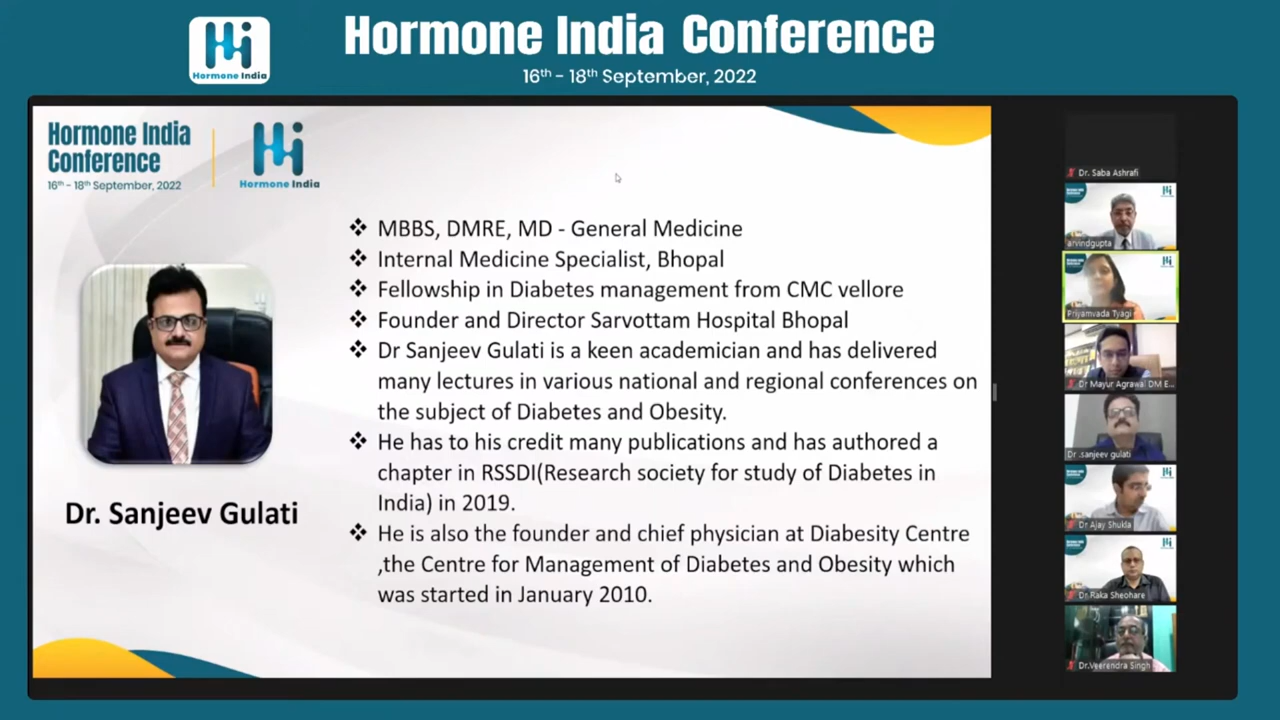 Hi
Hormone India
Hormone India Conference
16th - 18th September, 2022
Hormone India
Conference
16th - 18th September, 2022
Hi
Hormone India
❖ MBBS, DMRE, MD - General Medicine
❖ Internal Medicine Specialist, Bhopal
❖ Fellowship in Diabetes management from CMC vellore
❖ Founder and Director Sarvottam Hospital Bhopal
❖ Dr Sanjeev Gulati is a keen academician and has delivered
many lectures in various national and regional conferences on
the subject of Diabetes and Obesity.
❖ He has to his credit many publications and has authored a
chapter in RSSDI(Research society for study of Diabetes in
India) in 2019.
❖ He is also the founder and chief physician at Diabesity Centre
,the Centre for Management of Diabetes and Obesity which
was started in January 2010.
Dr. Sanjeev Gulati
Dr. Saba Ashrafi
arvindgupta
Priyamvada Tyagi
Dr Mayur Agrawal DM E...
Dr .sanjeev gulati
Dr Ajay Shukla
Dr.Raka Sheohare
Dr.Veerendra Singh